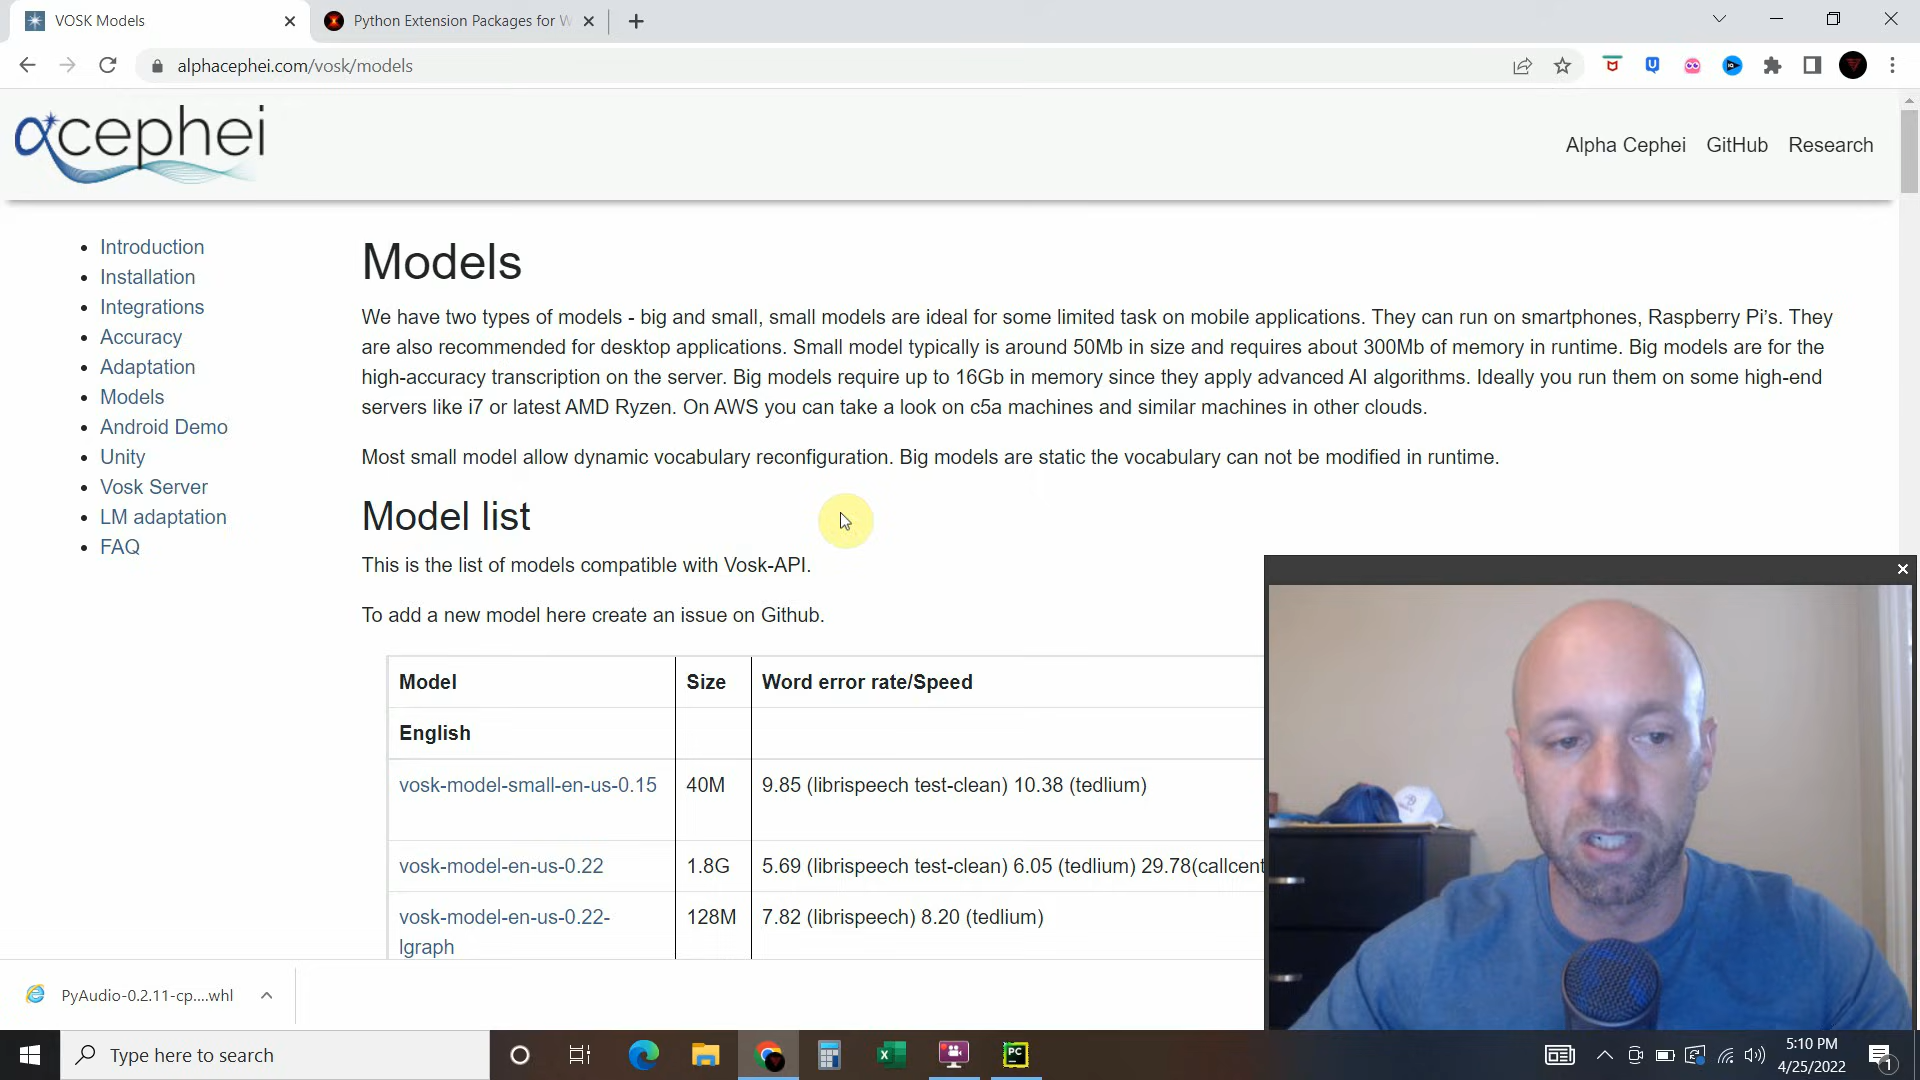 VOSK Models
Python Extension Packages for W
alphacephei.com/vosk/models
αcephei
Alpha Cephei GitHub Research
Introduction
Installation
Integrations
Accuracy
Adaptation
Models
Android Demo
Unity
Vosk Server
LM adaptation
FAQ
Models
We have two types of models - big and small, small models are ideal for some limited task on mobile applications. They can run on smartphones, Raspberry Pi’s. They
are also recommended for desktop applications. Small model typically is around 50Mb in size and requires about 300Mb of memory in runtime. Big models are for the
high-accuracy transcription on the server. Big models require up to 16Gb in memory since they apply advanced AI algorithms. Ideally you run them on some high-end
servers like i7 or latest AMD Ryzen. On AWS you can take a look on c5a machines and similar machines in other clouds.
Most small model allow dynamic vocabulary reconfiguration. Big models are static the vocabulary can not be modified in runtime.
Model list
This is the list of models compatible with Vosk-API.
To add a new model here create an issue on Github.
Model Size Word error rate/Speed
English
vosk-model-small-en-us-0.15 40M 9.85 (librispeech test-clean) 10.38 (tedlium)
vosk-model-en-us-0.22 1.8G 5.69 (librispeech test-clean) 6.05 (tedlium) 29.78(callcent
vosk-model-en-us-0.22- 128M 7.82 (librispeech) 8.20 (tedlium)
lgraph
PyAudio-0.2.11-cp....whl
Type here to search
PC
5:10 PM
4/25/2022
1